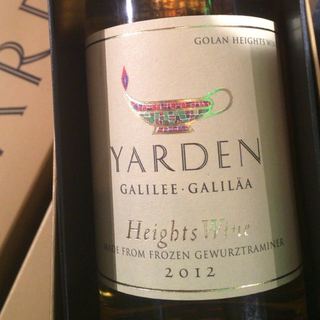 GOLAN HEIGHTS
YARDEN
GALILEE · GALILÄA
Heights Wine
MADE FROM FROZEN GEWURZTRAMINER
2012